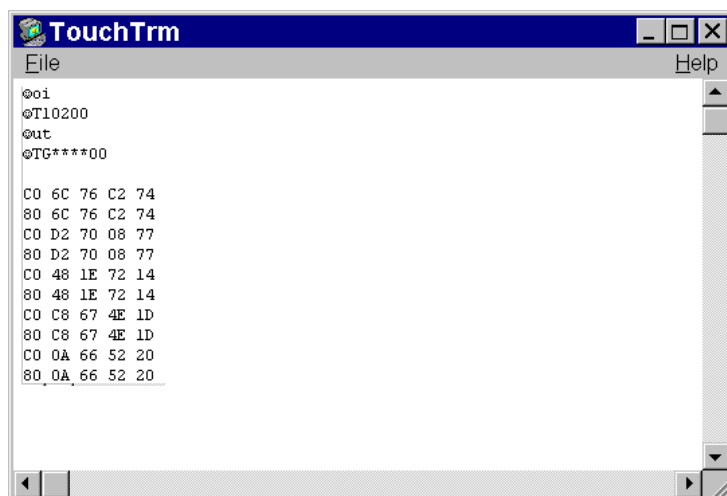 TouchTrm
File Help
☺oi
☺T10200
☺ut
☺TG****00
C0 6C 76 C2 74
80 6C 76 C2 74
C0 D2 70 08 77
80 D2 70 08 77
C0 48 1E 72 14
80 48 1E 72 14
C0 C8 67 4E 1D
80 C8 67 4E 1D
C0 0A 66 52 20
80 0A 66 52 20